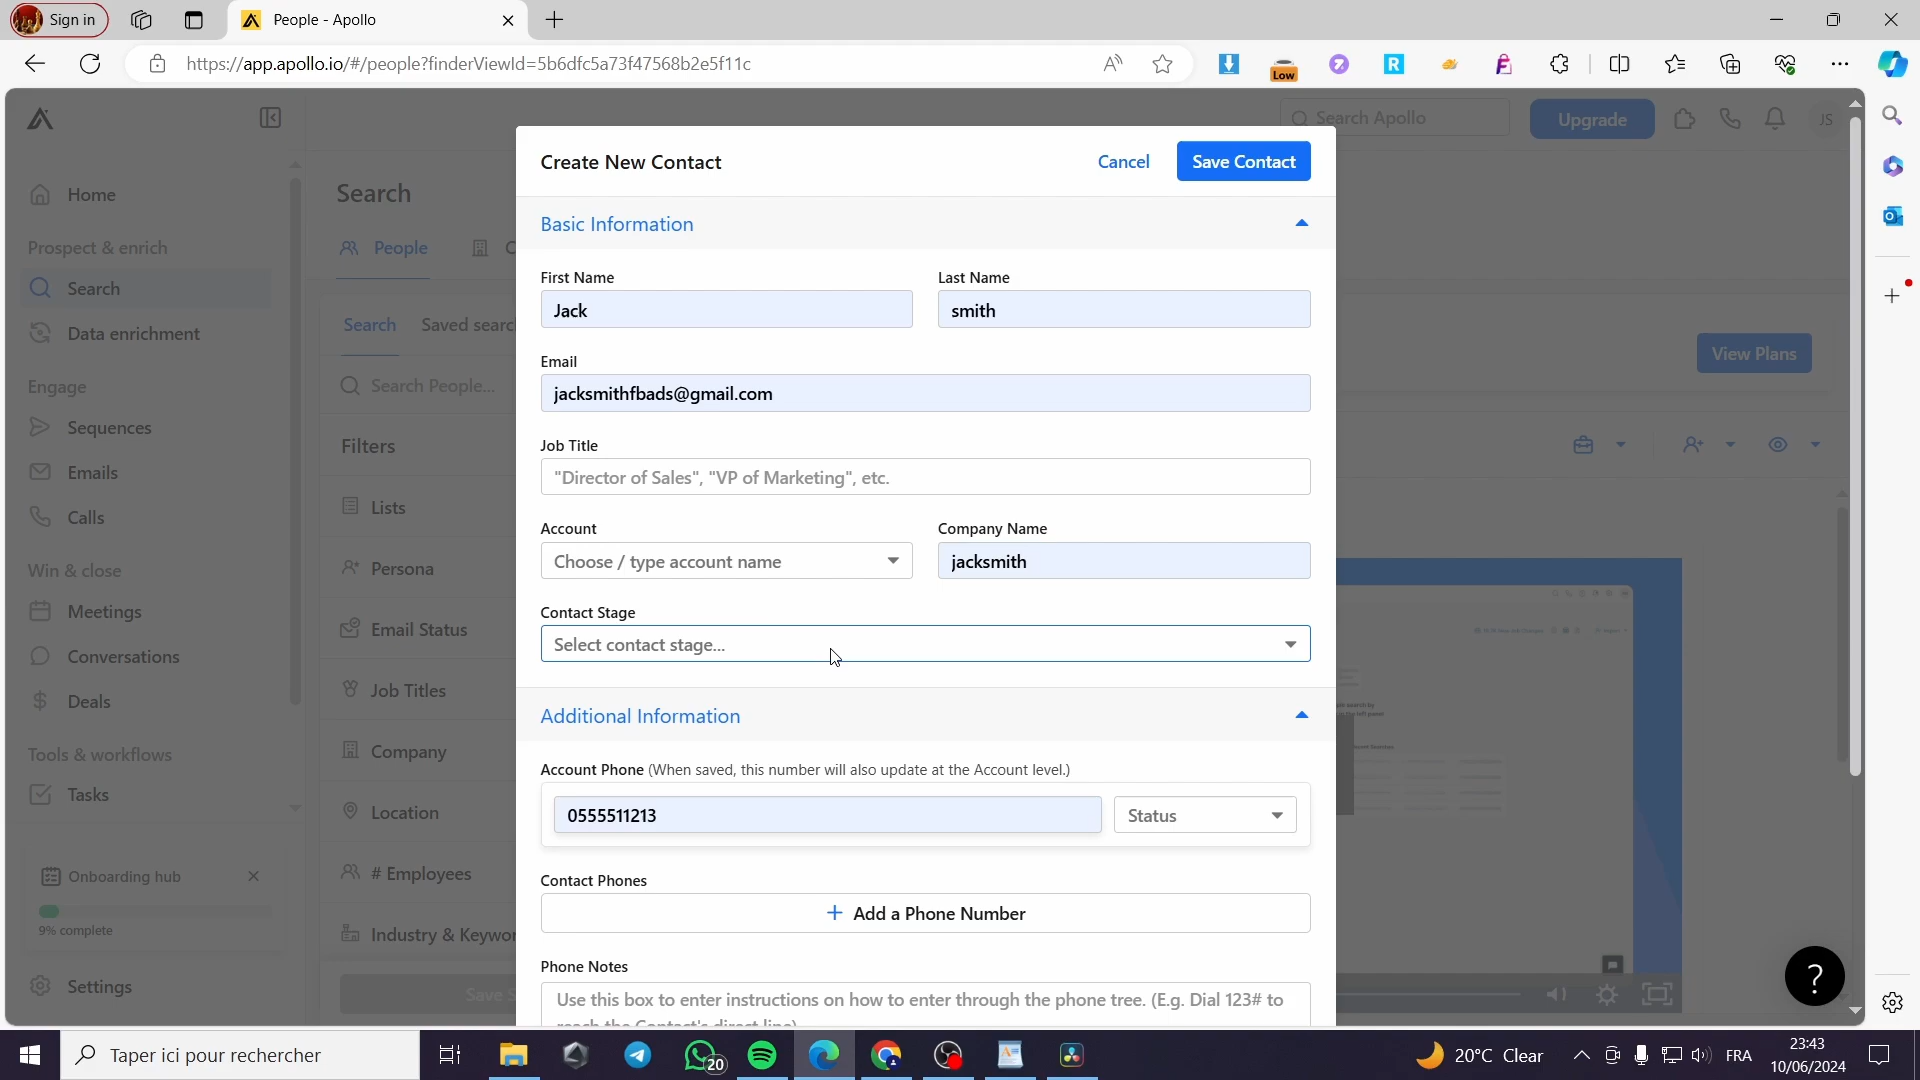 Sign in
People - Apollo
https://app.apollo.io/#/people?finderViewId=5b6dfc5a73f47568b2e5f11c
Low
Search Apollo
Upgrade
JS
Home
Prospect & enrich
Search
Data enrichment
Engage
Sequences
Emails
Calls
Win & close
Meetings
Conversations
Deals
Tools & workflows
Tasks
Onboarding hub
9% complete
Settings
Search
People
C
Search
Saved searc
Search People...
Filters
Lists
Persona
Email Status
Job Titles
Company
Location
# Employees
Industry & Keywor
Save S
View Plans
Create New Contact
Cancel
Save Contact
Basic Information
First Name
Last Name
Jack
smith
Email
jacksmithfbads@gmail.com
Job Title
"Director of Sales", "VP of Marketing", etc.
Account
Company Name
Choose / type account name
jacksmith
Contact Stage
Select contact stage...
Additional Information
Account Phone (When saved, this number will also update at the Account level.)
0555511213
Status
Contact Phones
+ Add a Phone Number
Phone Notes
Use this box to enter instructions on how to enter through the phone tree. (E.g. Dial 123# to
reach the Contact's direct line)
?
Taper ici pour rechercher
20
20°C Clear
FRA
23:43
10/06/2024